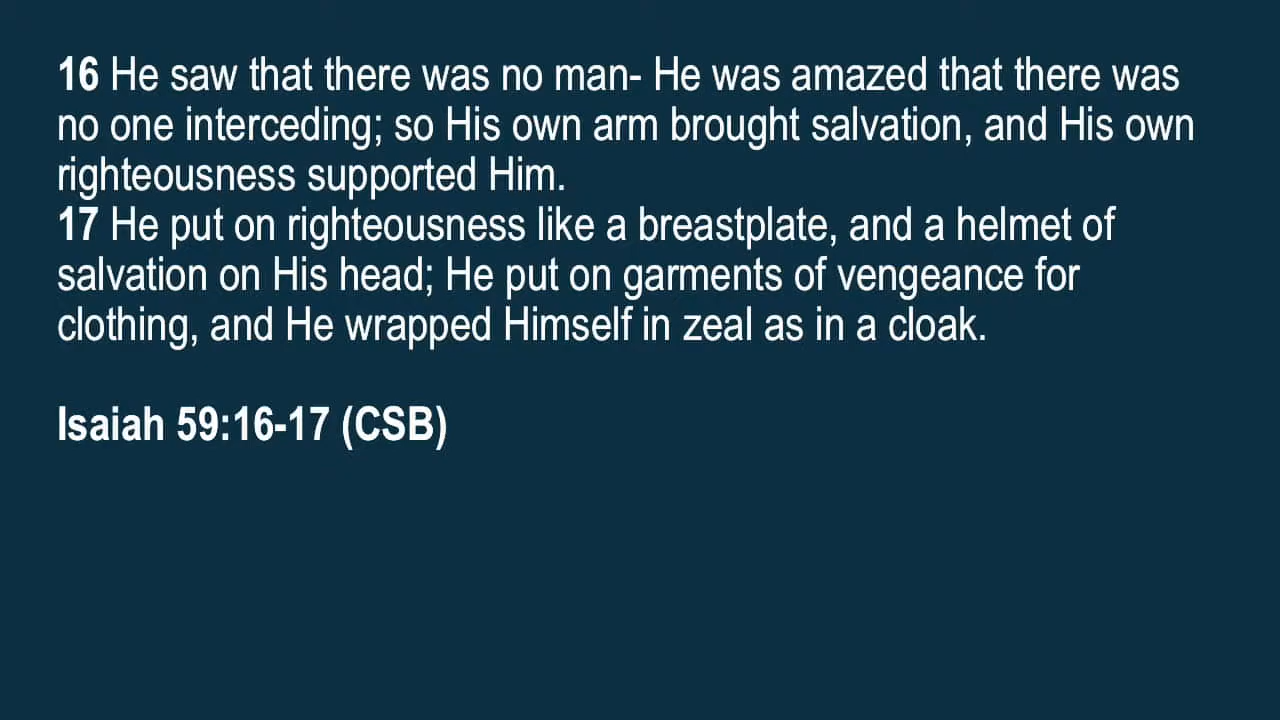 16 He saw that there was no man- He was amazed that there was
no one interceding; so His own arm brought salvation, and His own
righteousness supported Him.
17 He put on righteousness like a breastplate, and a helmet of
salvation on His head; He put on garments of vengeance for
clothing, and He wrapped Himself in zeal as in a cloak.
Isaiah 59:16-17 (CSB)